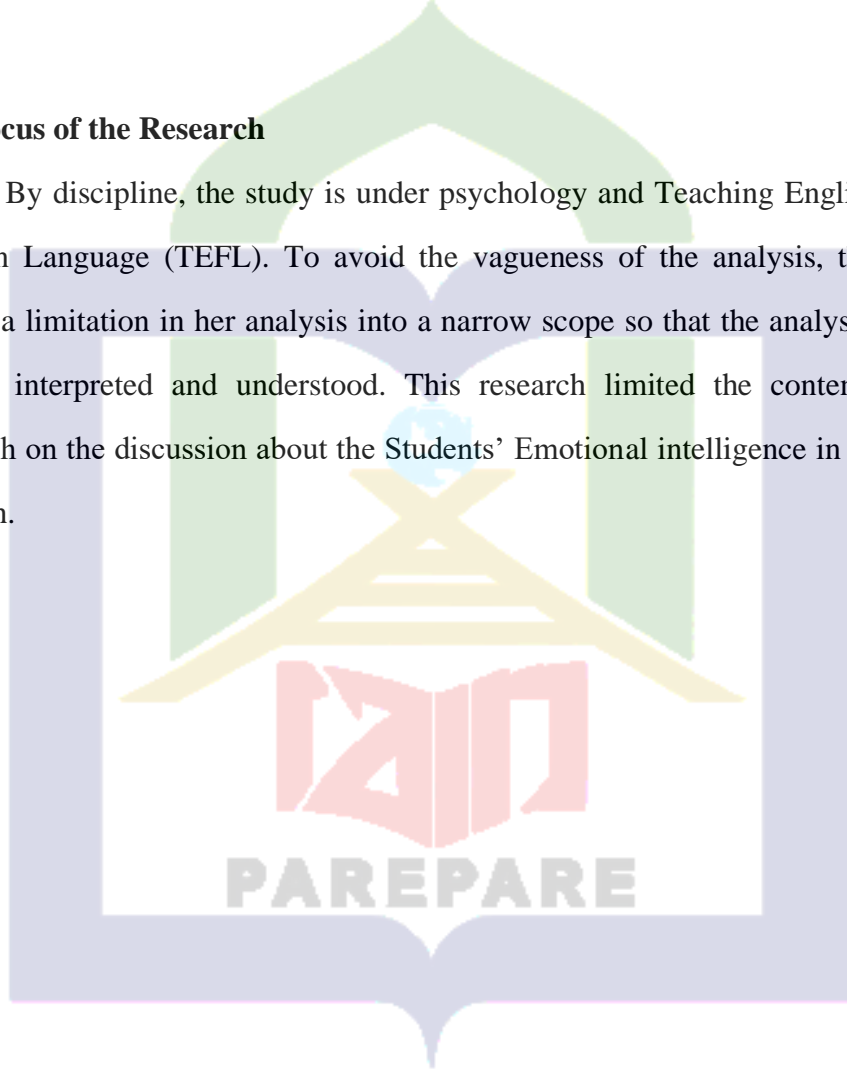 ocus of the Research
By discipline, the study is under psychology and Teaching Engli
n Language (TEFL). To avoid the vagueness of the analysis, t
a limitation in her analysis into a narrow scope so that the analys
interpreted and understood. This research limited the conten
h on the discussion about the Students’ Emotional intelligence in
n.
IAIN
PAREPARE